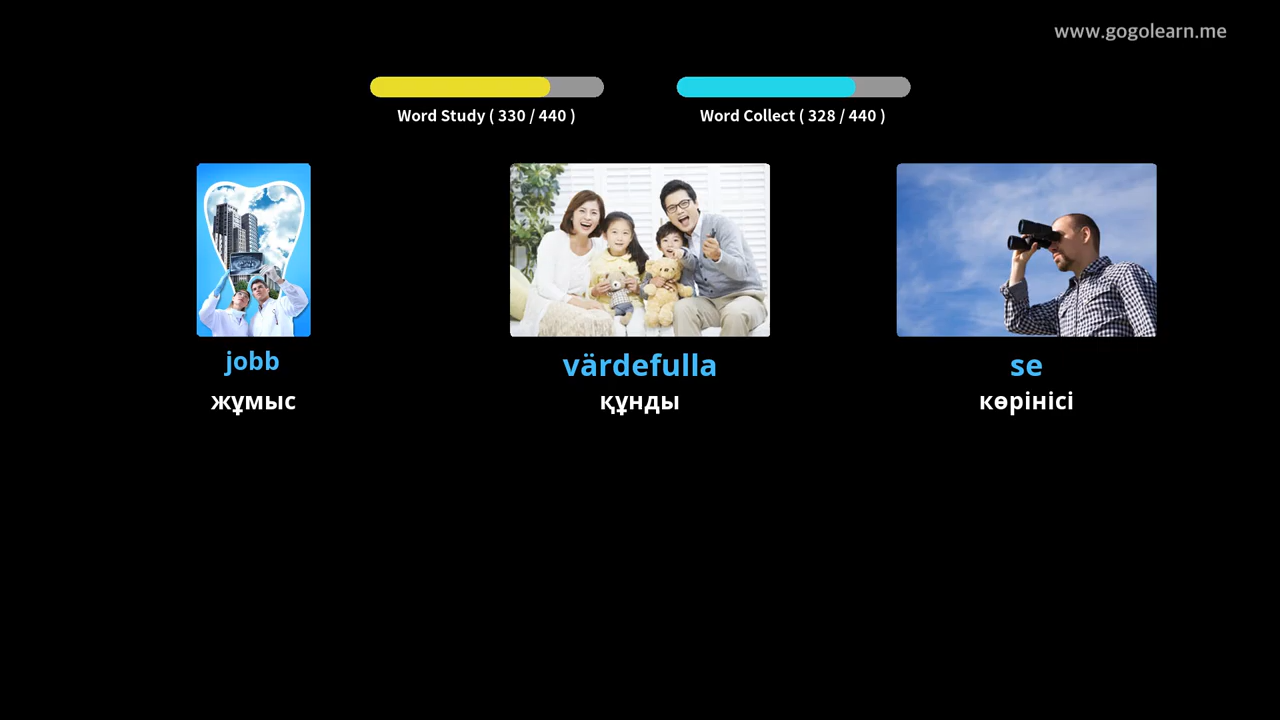 www.gogolearn.me
Word Study ( 330 / 440 )
Word Collect ( 328 / 440 )
jobb
värdefulla
se
жұмыс
құнды
көрінісі